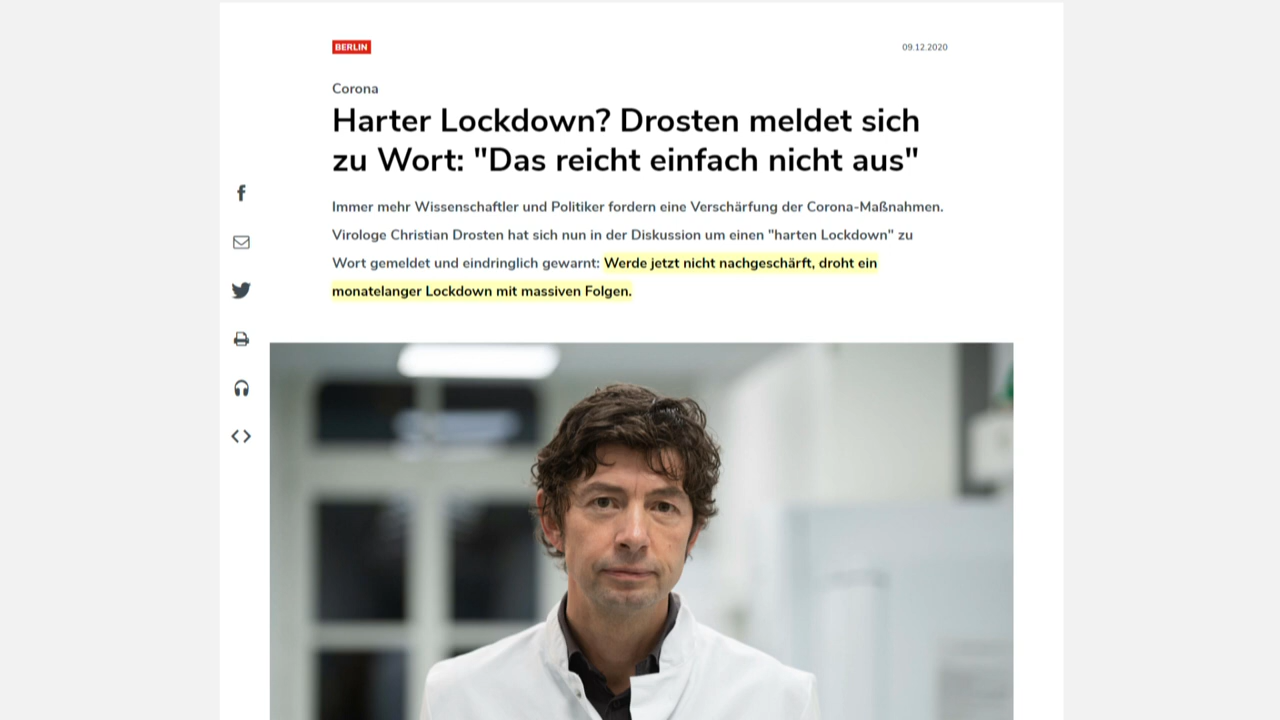 BERLIN
09.12.2020
Corona
Harter Lockdown? Drosten meldet sich
zu Wort: "Das reicht einfach nicht aus"
Immer mehr Wissenschaftler und Politiker fordern eine Verschärfung der Corona-Maßnahmen.
Virologe Christian Drosten hat sich nun in der Diskussion um einen "harten Lockdown" zu
Wort gemeldet und eindringlich gewarnt: Werde jetzt nicht nachgeschärft, droht ein
monatelanger Lockdown mit massiven Folgen.